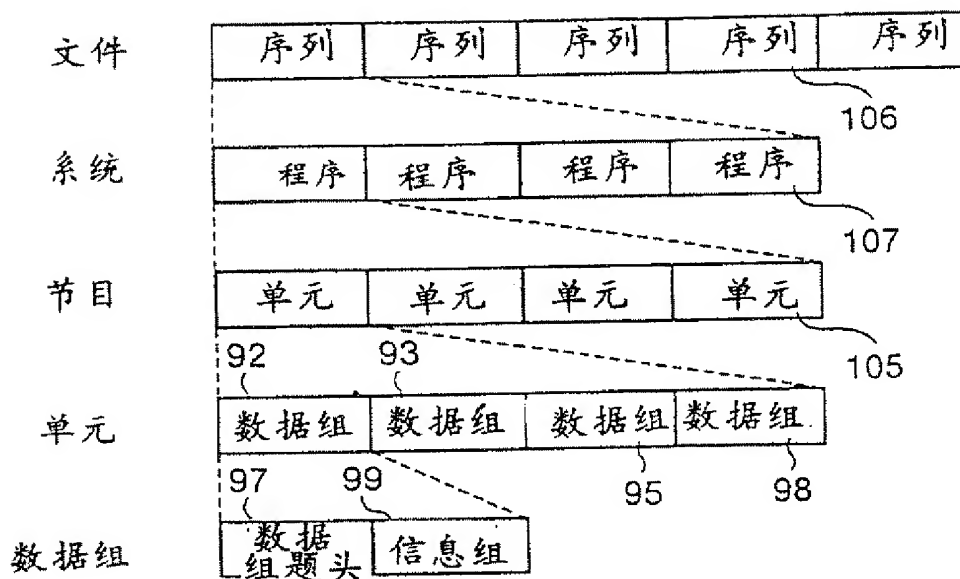 文件 序列 序列 序列 序列 序列
106
系统 程序 程序 程序 程序
107
节目 单元 单元 单元 单元
105
92 93
单元 数据组 数据组 数据组 数据组
95 98
97 99
数据组 数据组题头 信息组